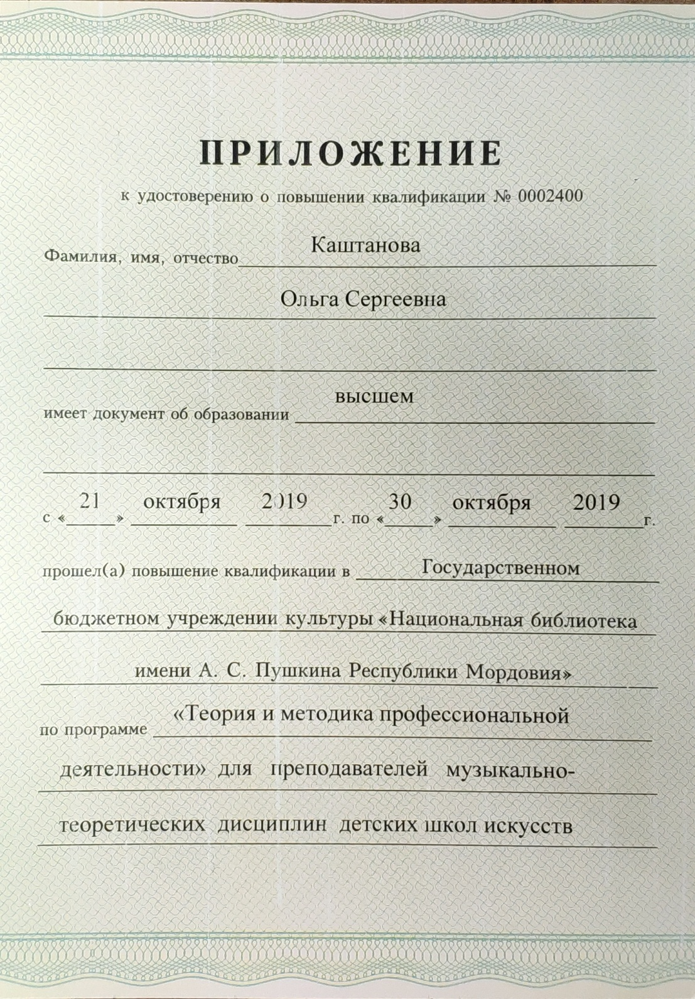 ПРИЛОЖЕНИЕ
к удостоверению о повышении квалификации № 0002400
Фамилия, имя, отчество Каштанова
Ольга Сергеевна
имеет документ об образовании высшем
с «21» октября 2019 г. по «30» октября 2019 г.
прошел(а) повышение квалификации в Государственном
бюджетном учреждении культуры «Национальная библиотека
имени А. С. Пушкина Республики Мордовия»
по программе «Теория и методика профессиональной
деятельности» для преподавателей музыкально-
теоретических дисциплин детских школ искусств